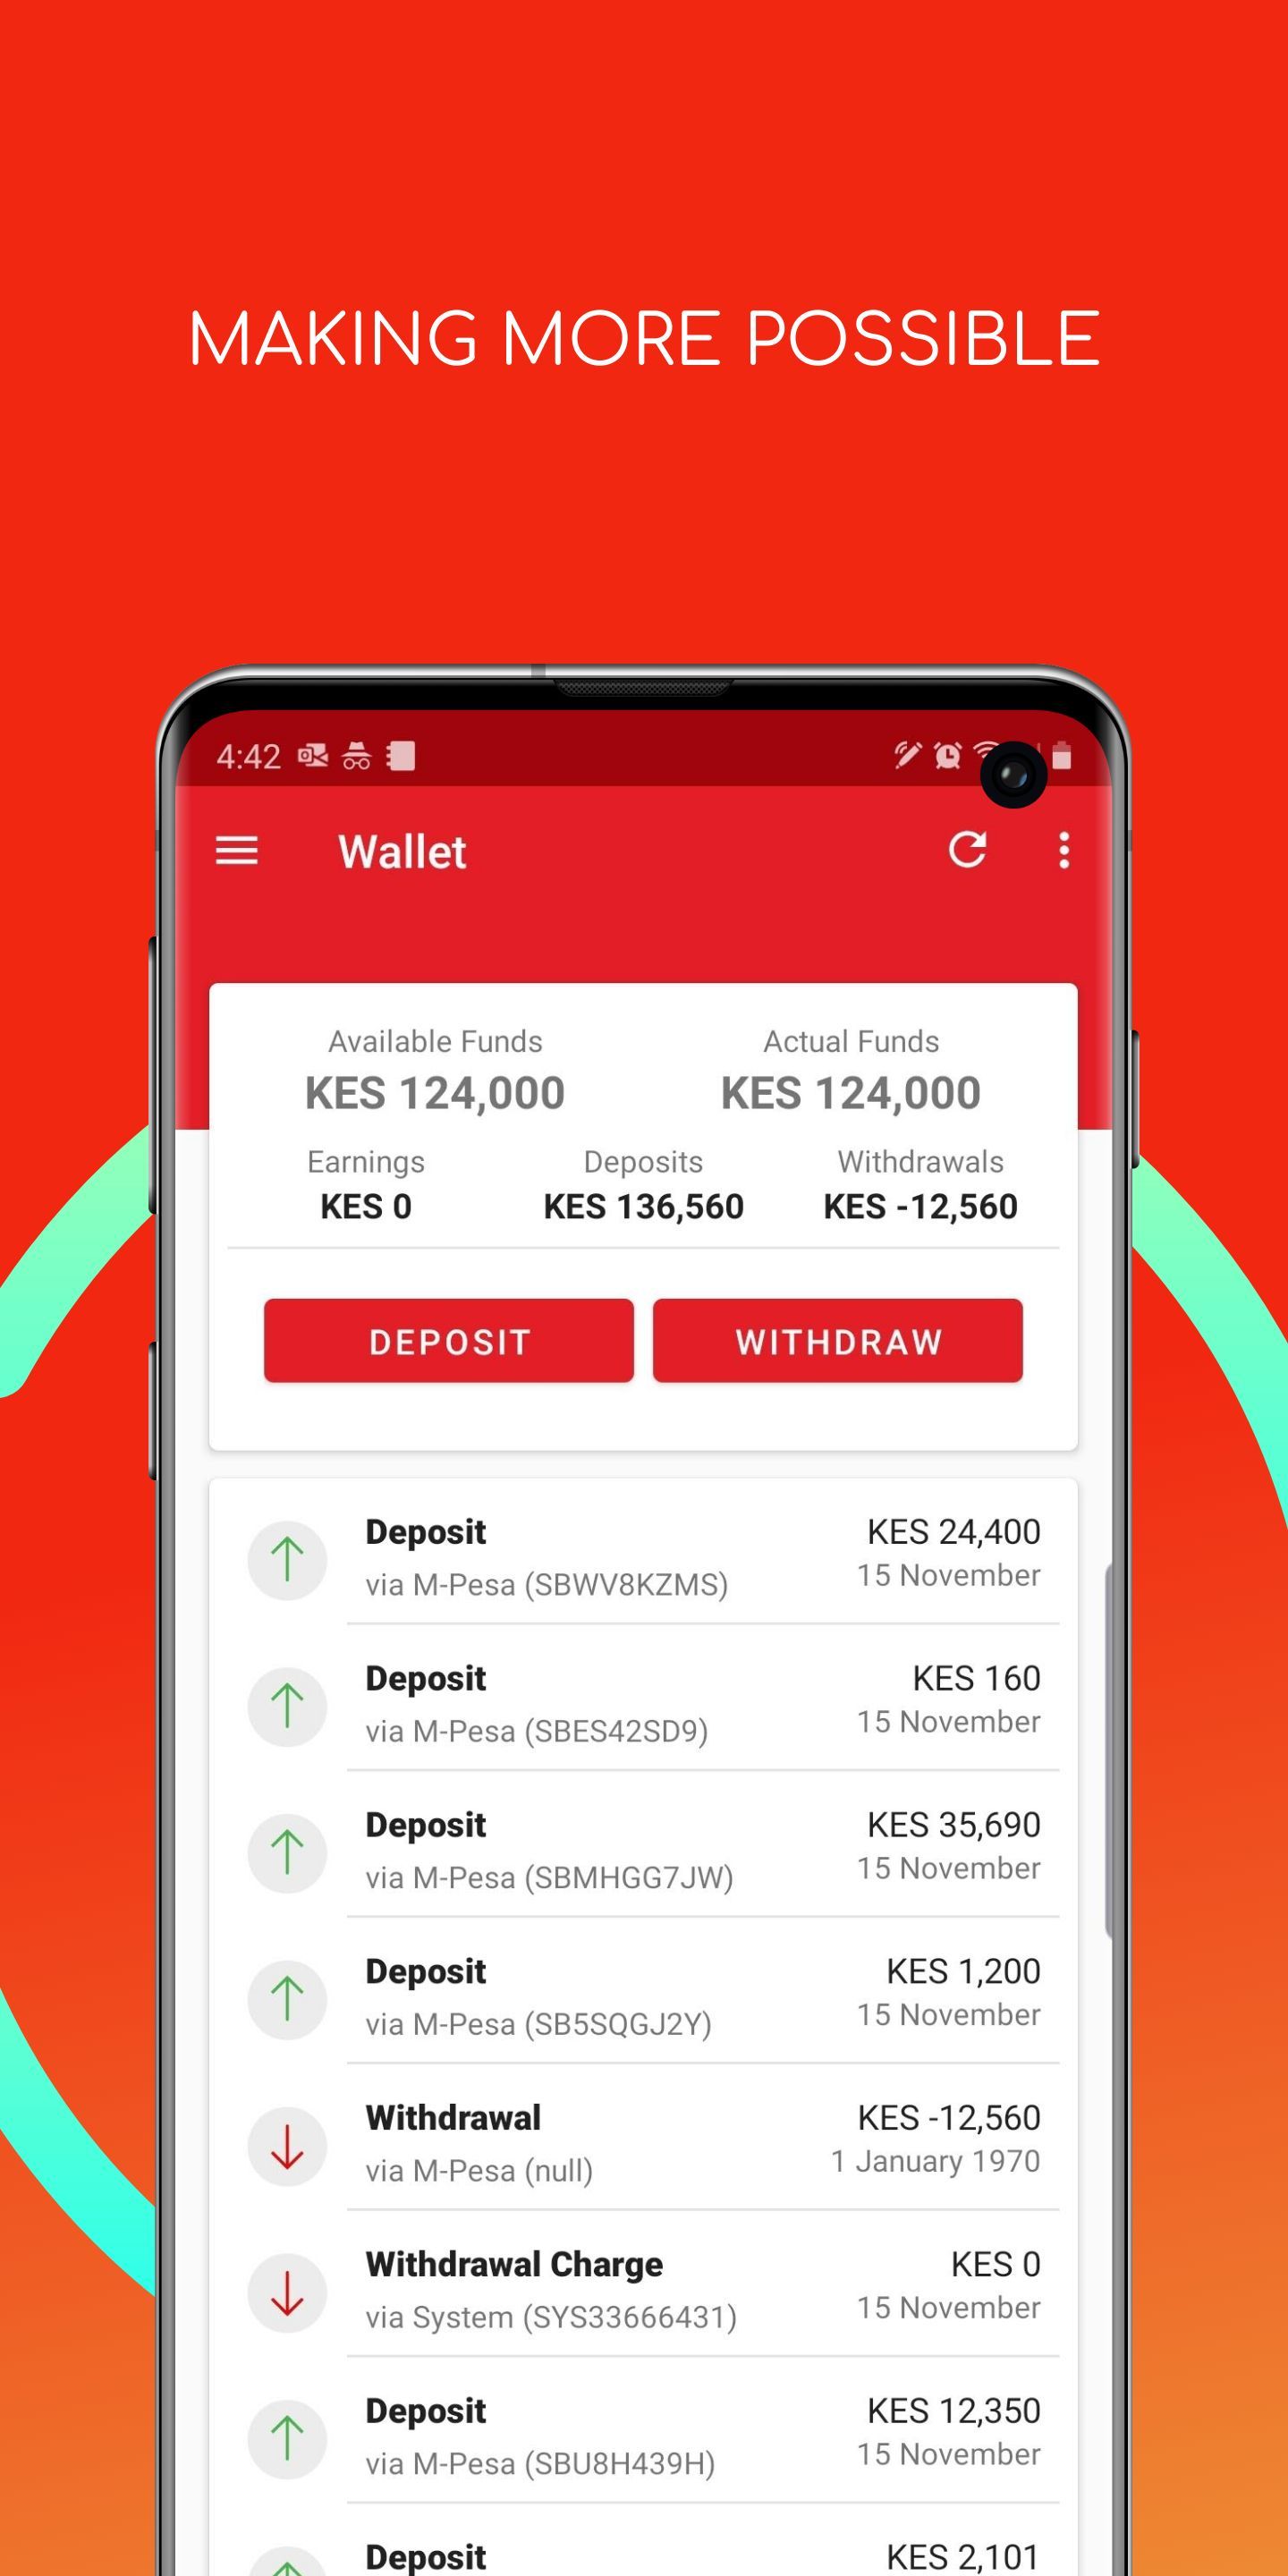 MAKING MORE POSSIBLE
4:42
Wallet
Available Funds Actual Funds
KES 124,000 KES 124,000
Earnings Deposits Withdrawals
KES 0 KES 136,560 KES -12,560
DEPOSIT WITHDRAW
Deposit KES 24,400
via M-Pesa (SBWV8KZMS) 15 November
Deposit KES 160
via M-Pesa (SBES42SD9) 15 November
Deposit KES 35,690
via M-Pesa (SBMHGG7JW) 15 November
Deposit KES 1,200
via M-Pesa (SB5SQGJ2Y) 15 November
Withdrawal KES -12,560
via M-Pesa (null) 1 January 1970
Withdrawal Charge KES 0
via System (SYS33666431) 15 November
Deposit KES 12,350
via M-Pesa (SBU8H439H) 15 November
Deposit KES 2,101